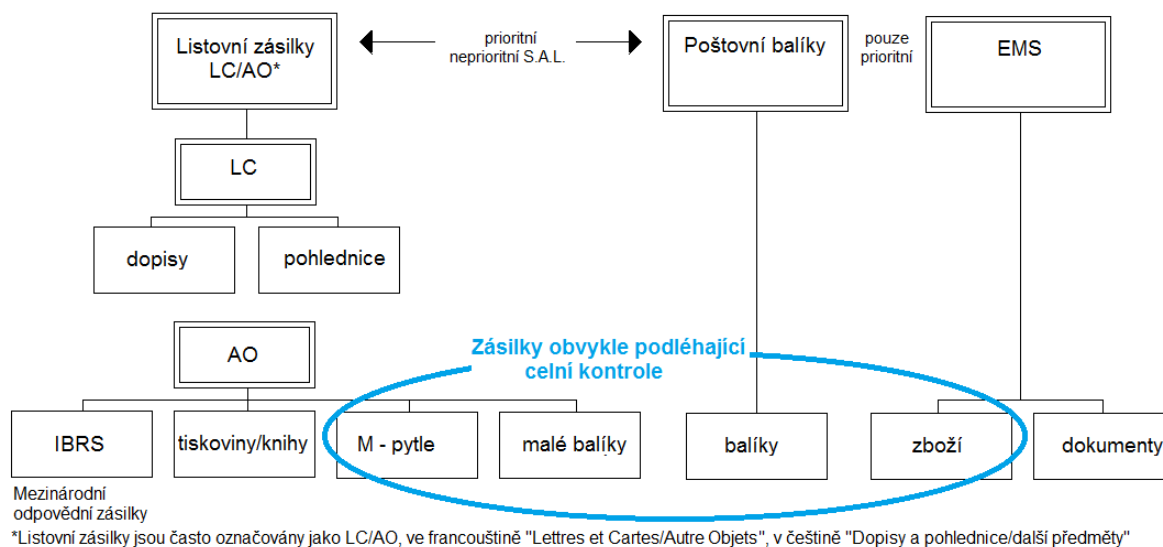 Listovní zásilky
LC/AO*
prioritní
neprioritní S.A.L.
Poštovní balíky
pouze
prioritní
EMS
LC
dopisy
pohlednice
AO
Zásilky obvykle podléhající
celní kontrole
IBRS
tiskoviny/knihy
M - pytle
malé balíky
balíky
zboží
dokumenty
Mezinárodní
odpovědní zásilky
*Listovní zásilky jsou často označovány jako LC/AO, ve francouštině "Lettres et Cartes/Autre Objets", v češtině "Dopisy a pohlednice/další předměty"